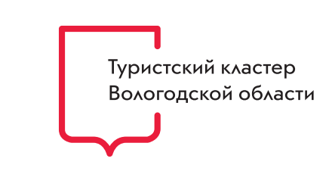 Туристский кластер
Вологодской области